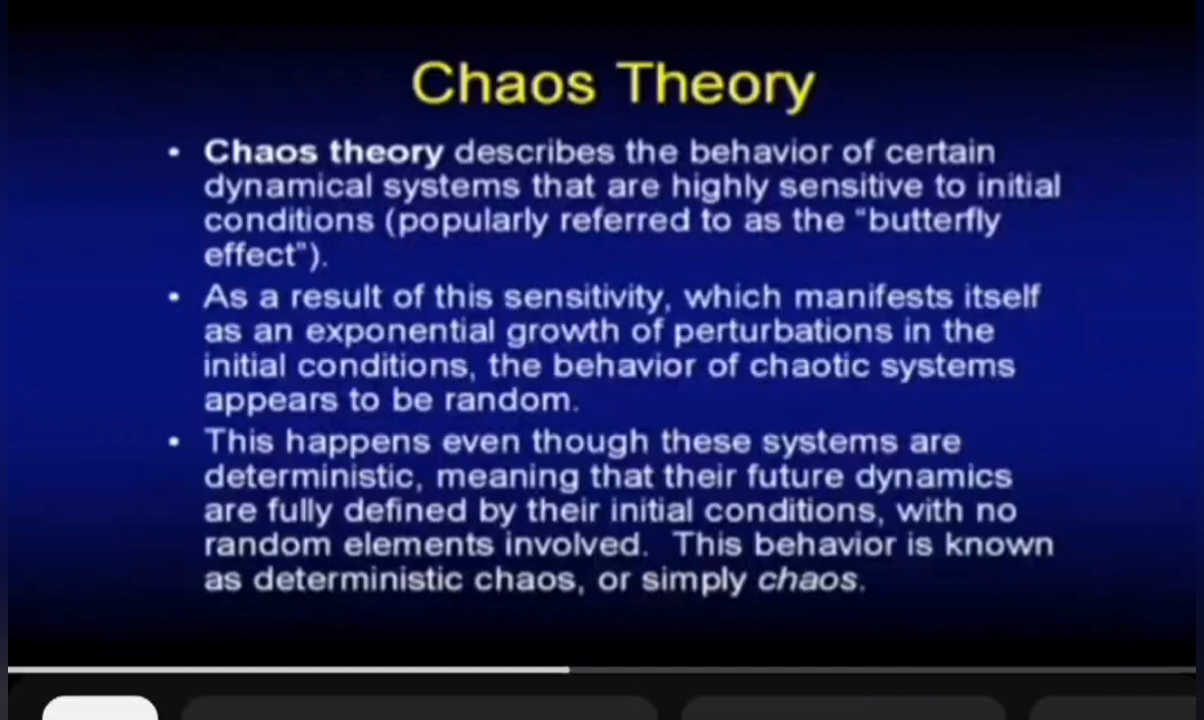 Chaos Theory
• Chaos theory describes the behavior of certain
dynamical systems that are highly sensitive to initial
conditions (popularly referred to as the “butterfly
effect”).
• As a result of this sensitivity, which manifests itself
as an exponential growth of perturbations in the
initial conditions, the behavior of chaotic systems
appears to be random.
• This happens even though these systems are
deterministic, meaning that their future dynamics
are fully defined by their initial conditions, with no
random elements involved.  This behavior is known
as deterministic chaos, or simply chaos.